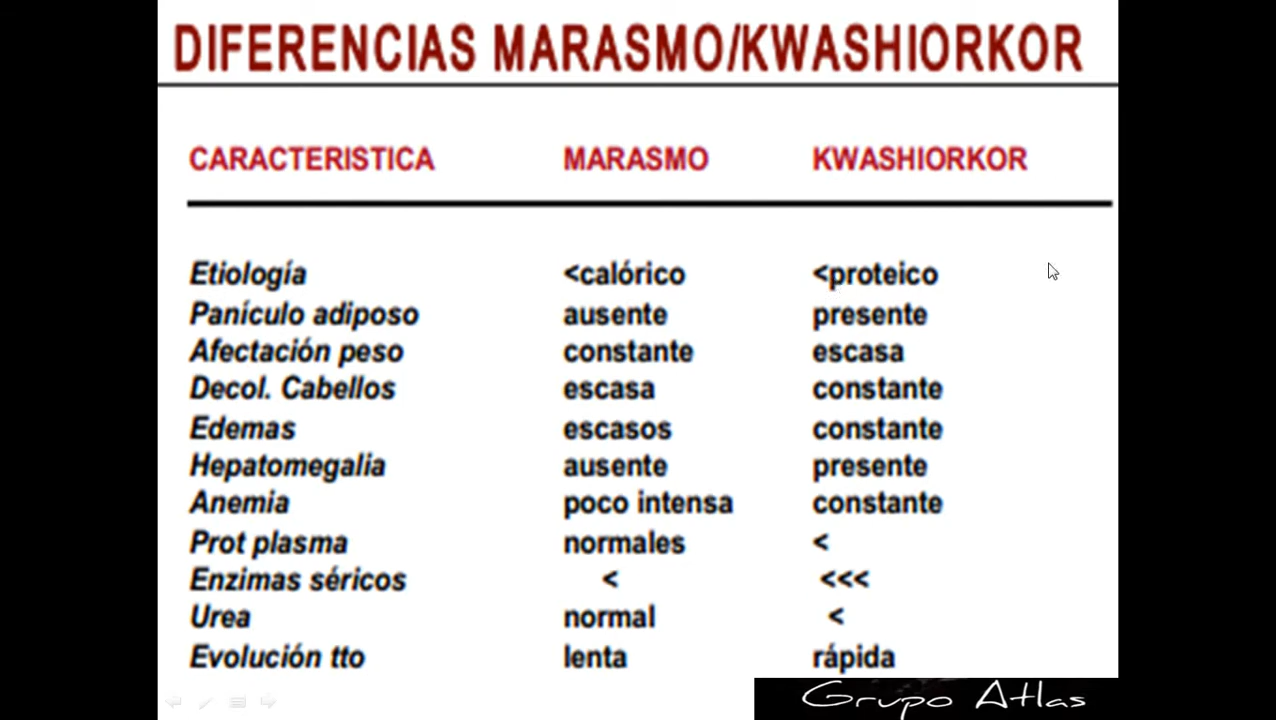 DIFERENCIAS MARASMO/KWASHIORKOR
CARACTERISTICA MARASMO KWASHIORKOR
Etiología <calórico <proteico
Panículo adiposo ausente presente
Afectación peso constante escasa
Decol. Cabellos escasa constante
Edemas escasos constante
Hepatomegalia ausente presente
Anemia poco intensa constante
Prot plasma normales <
Enzimas séricos < <<<
Urea normal <
Evolución tto lenta rápida
Grupo Atlas